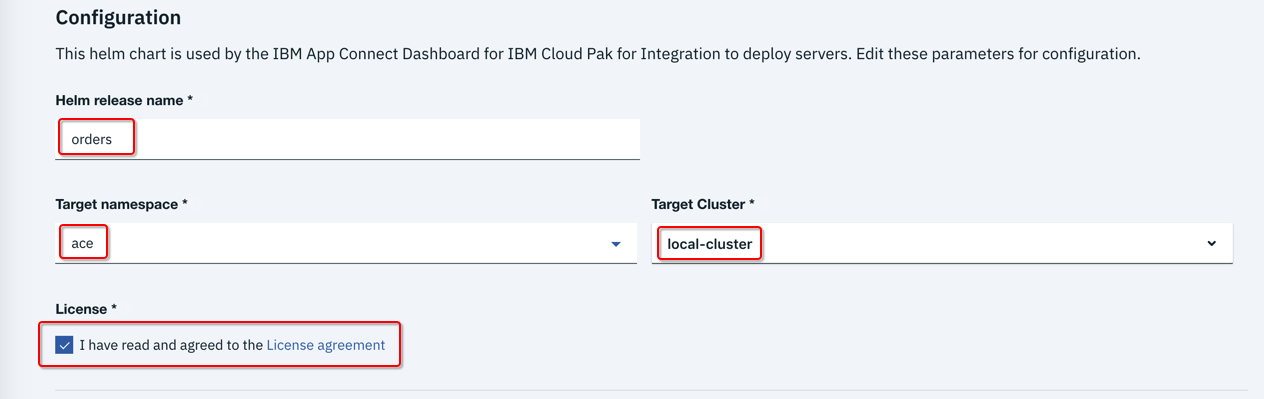 Configuration
This helm chart is used by the IBM App Connect Dashboard for IBM Cloud Pak for Integration to deploy servers. Edit these parameters for configuration.
Helm release name *
orders
Target namespace *
Target Cluster *
ace
local-cluster
License *
I have read and agreed to the License agreement